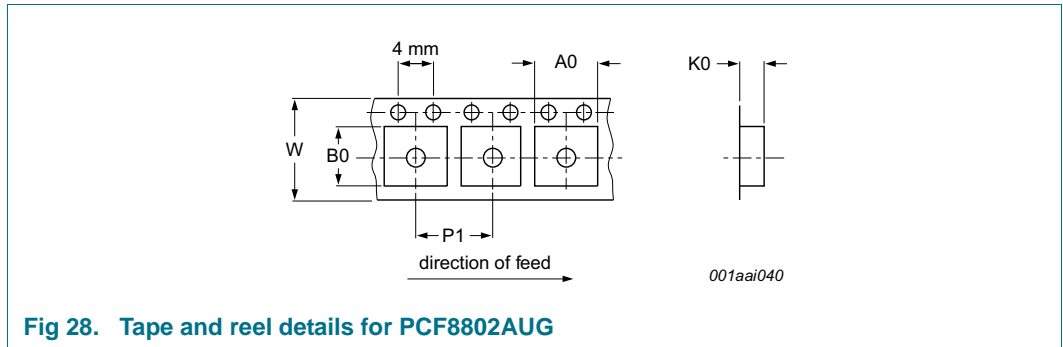 4 mm
A0
K0
W
B0
P1
direction of feed
001aai040
Fig 28. Tape and reel details for PCF8802AUG